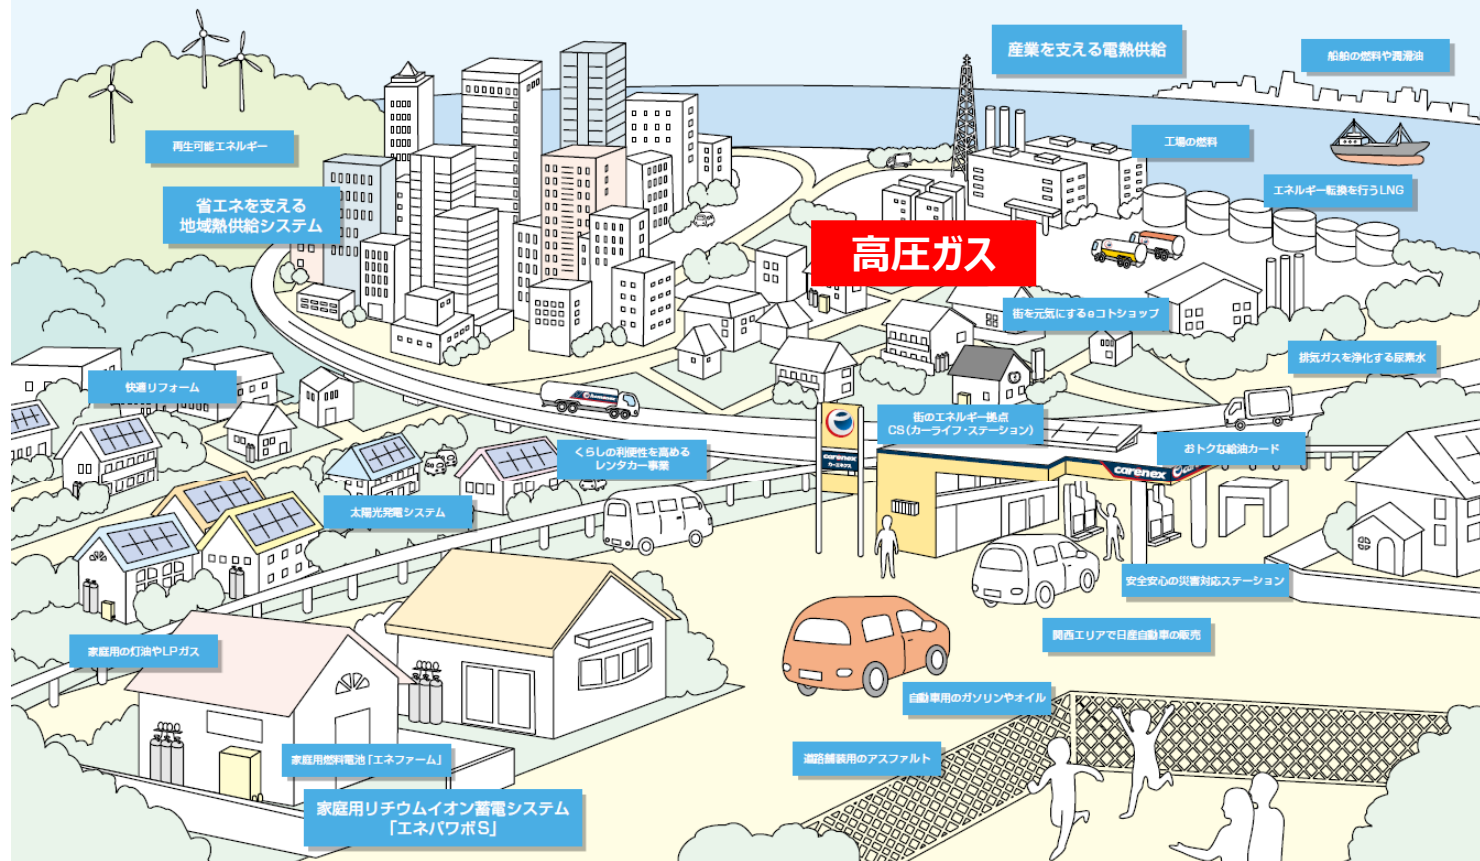 産業を支える電熱供給
船舶の燃料や潤滑油
再生可能エネルギー
工場の燃料
エネルギー転換を行うLNG
省エネを支える
地域熱供給システム
高圧ガス
街を元気にするeコトショップ
排気ガスを浄化する尿素水
快適リフォーム
街のエネルギー拠点
CS(カーライフ・ステーション)
おトクな給油カード
くらしの利便性を高める
レンタカー事業
carenex
カーエネクス
carenex
太陽光発電システム
安全安心の災害対応ステーション
関西エリアで日産自動車の販売
家庭用の灯油やLPガス
自動車用のガソリンやオイル
道路舗装用のアスファルト
家庭用燃料電池「エネファーム」
家庭用リチウムイオン蓄電システム
「エネパワボS」